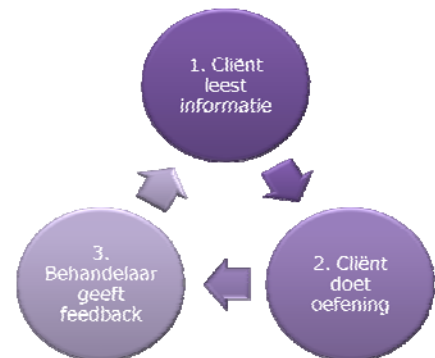 1. Cliënt
leest
informatie
2. Cliënt
doet
oefening
3.
Behandelaar
geeft
feedback